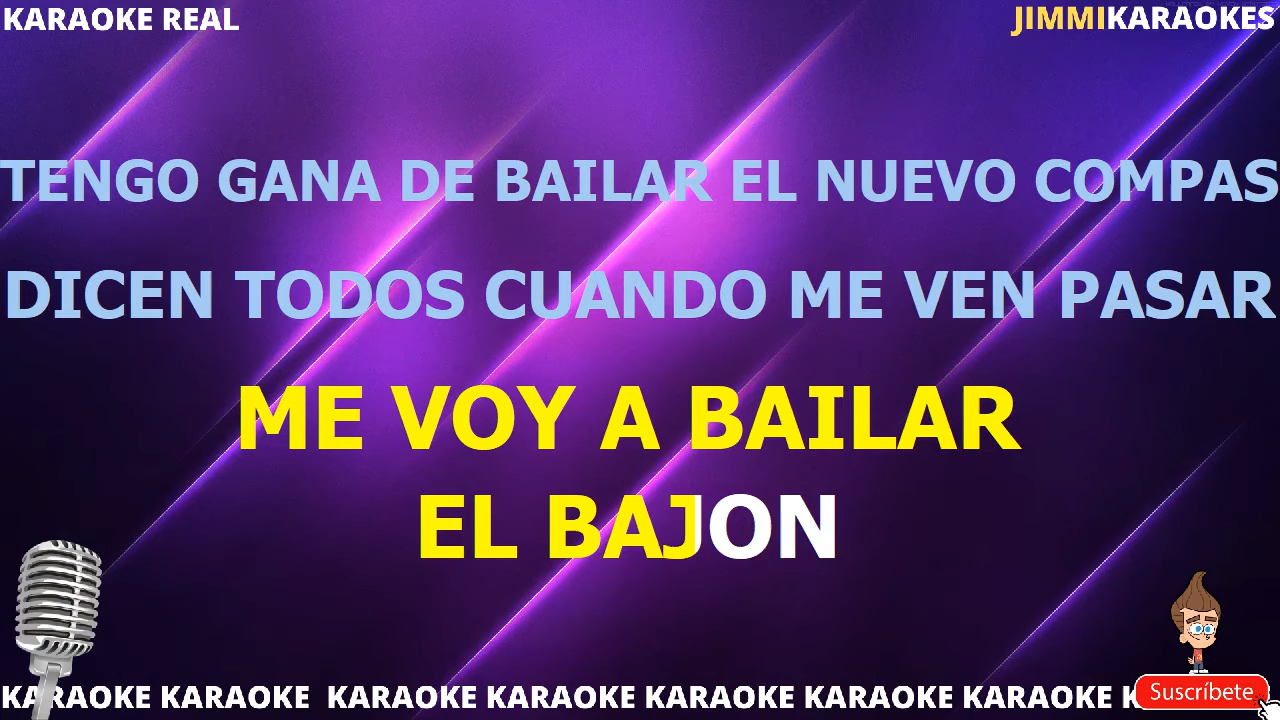 KARAOKE REAL
JIMMIKARAOKES
TENGO GANA DE BAILAR EL NUEVO COMPAS
DICEN TODOS CUANDO ME VEN PASAR
ME VOY A BAILAR
EL BAJON
KARAOKE KARAOKE KARAOKE KARAOKE KARAOKE KARAOKE KARAOKE K
Suscríbete